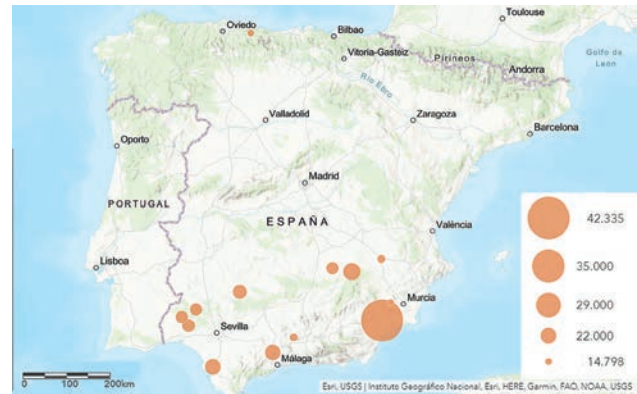 Toulouse
Oviedo
Bilbao
Golfo de
Laon
Vitoria-Gasteiz
Pirineos
Andorra
Río Ebro
Valladolid
Zaragoza
Barcelona
Oporto
Madrid
PORTUGAL
ESPAÑA
València
Lisboa
Murcia
Sevilla
Málaga
42.335
35.000
29.000
22.000
14,798
0 100 200km
Esri, USGS | Instituto Geográfico Nacional, Esri, HERE, Garmin, FAO, NOAA, USGS